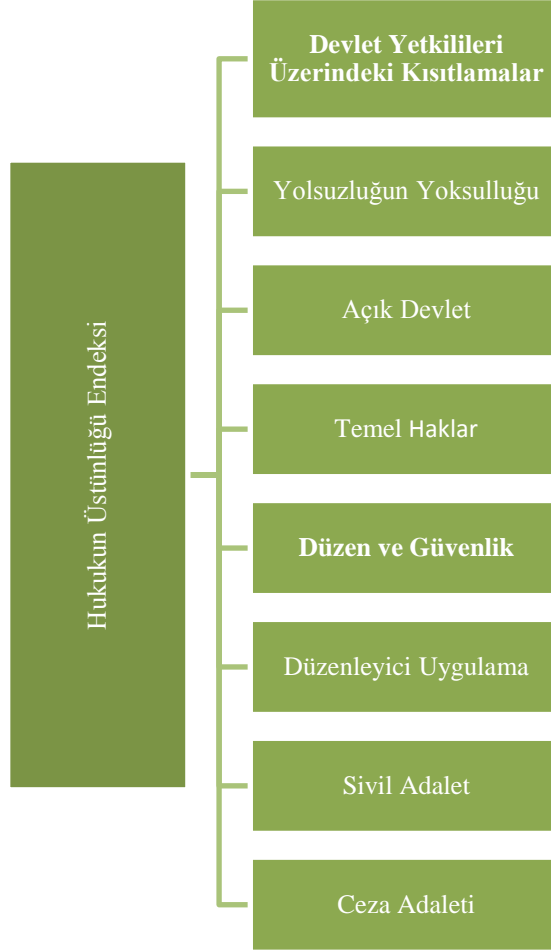 Hukukun Üstünlüğü Endeksi
Devlet Yetkilileri
Üzerindeki Kısıtlamalar
Yolsuzluğun Yoksulluğu
Açık Devlet
Temel Haklar
Düzen ve Güvenlik
Düzenleyici Uygulama
Sivil Adalet
Ceza Adaleti